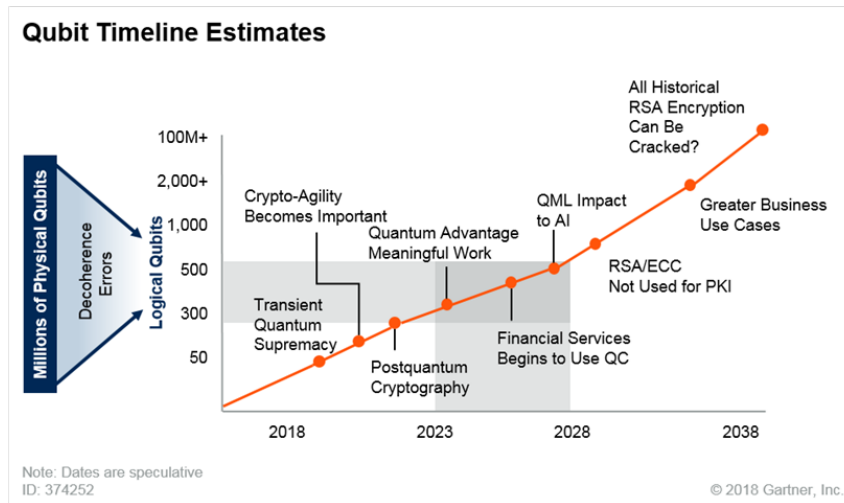 Qubit Timeline Estimates
All Historical
RSA Encryption
Can Be
Cracked?
100M+
2,000+
1,000
500
300
50
Millions of Physical Qubits
Decoherence
Errors
Logical Qubits
Crypto-Agility
Becomes Important
Quantum Advantage
Meaningful Work
QML Impact
to AI
Greater Business
Use Cases
RSA/ECC
Not Used for PKI
Transient
Quantum
Supremacy
Postquantum
Cryptography
Financial Services
Begins to Use QC
2018
2023
2028
2038
Note: Dates are speculative
ID: 374252
© 2018 Gartner, Inc.